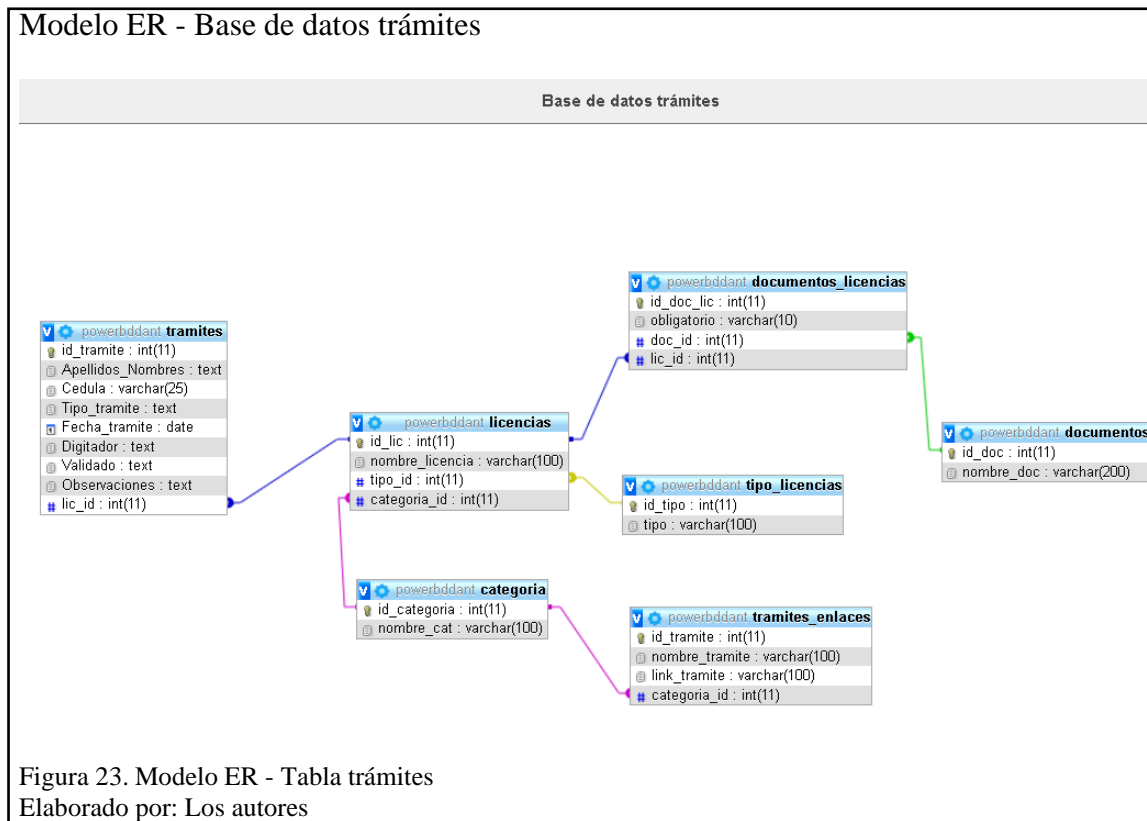 Modelo ER - Base de datos trámites
Base de datos trámites
powerbddant tramites
id_tramite : int(11)
Apellidos_Nombres : text
Cedula : varchar(25)
Tipo_tramite : text
Fecha_tramite : date
Digitador : text
Validado : text
Observaciones : text
lic_id : int(11)
powerbddant licencias
id_lic : int(11)
nombre_licencia : varchar(100)
tipo_id : int(11)
categoria_id : int(11)
powerbddant categoria
id_categoria : int(11)
nombre_cat : varchar(100)
powerbddant documentos_licencias
id_doc_lic : int(11)
obligatorio : varchar(10)
doc_id : int(11)
lic_id : int(11)
powerbddant tipo_licencias
id_tipo : int(11)
tipo : varchar(100)
powerbddant tramites_enlaces
id_tramite : int(11)
nombre_tramite : varchar(100)
link_tramite : varchar(100)
categoria_id : int(11)
powerbddant documentos
id_doc : int(11)
nombre_doc : varchar(200)
Figura 23. Modelo ER - Tabla trámites
Elaborado por: Los autores